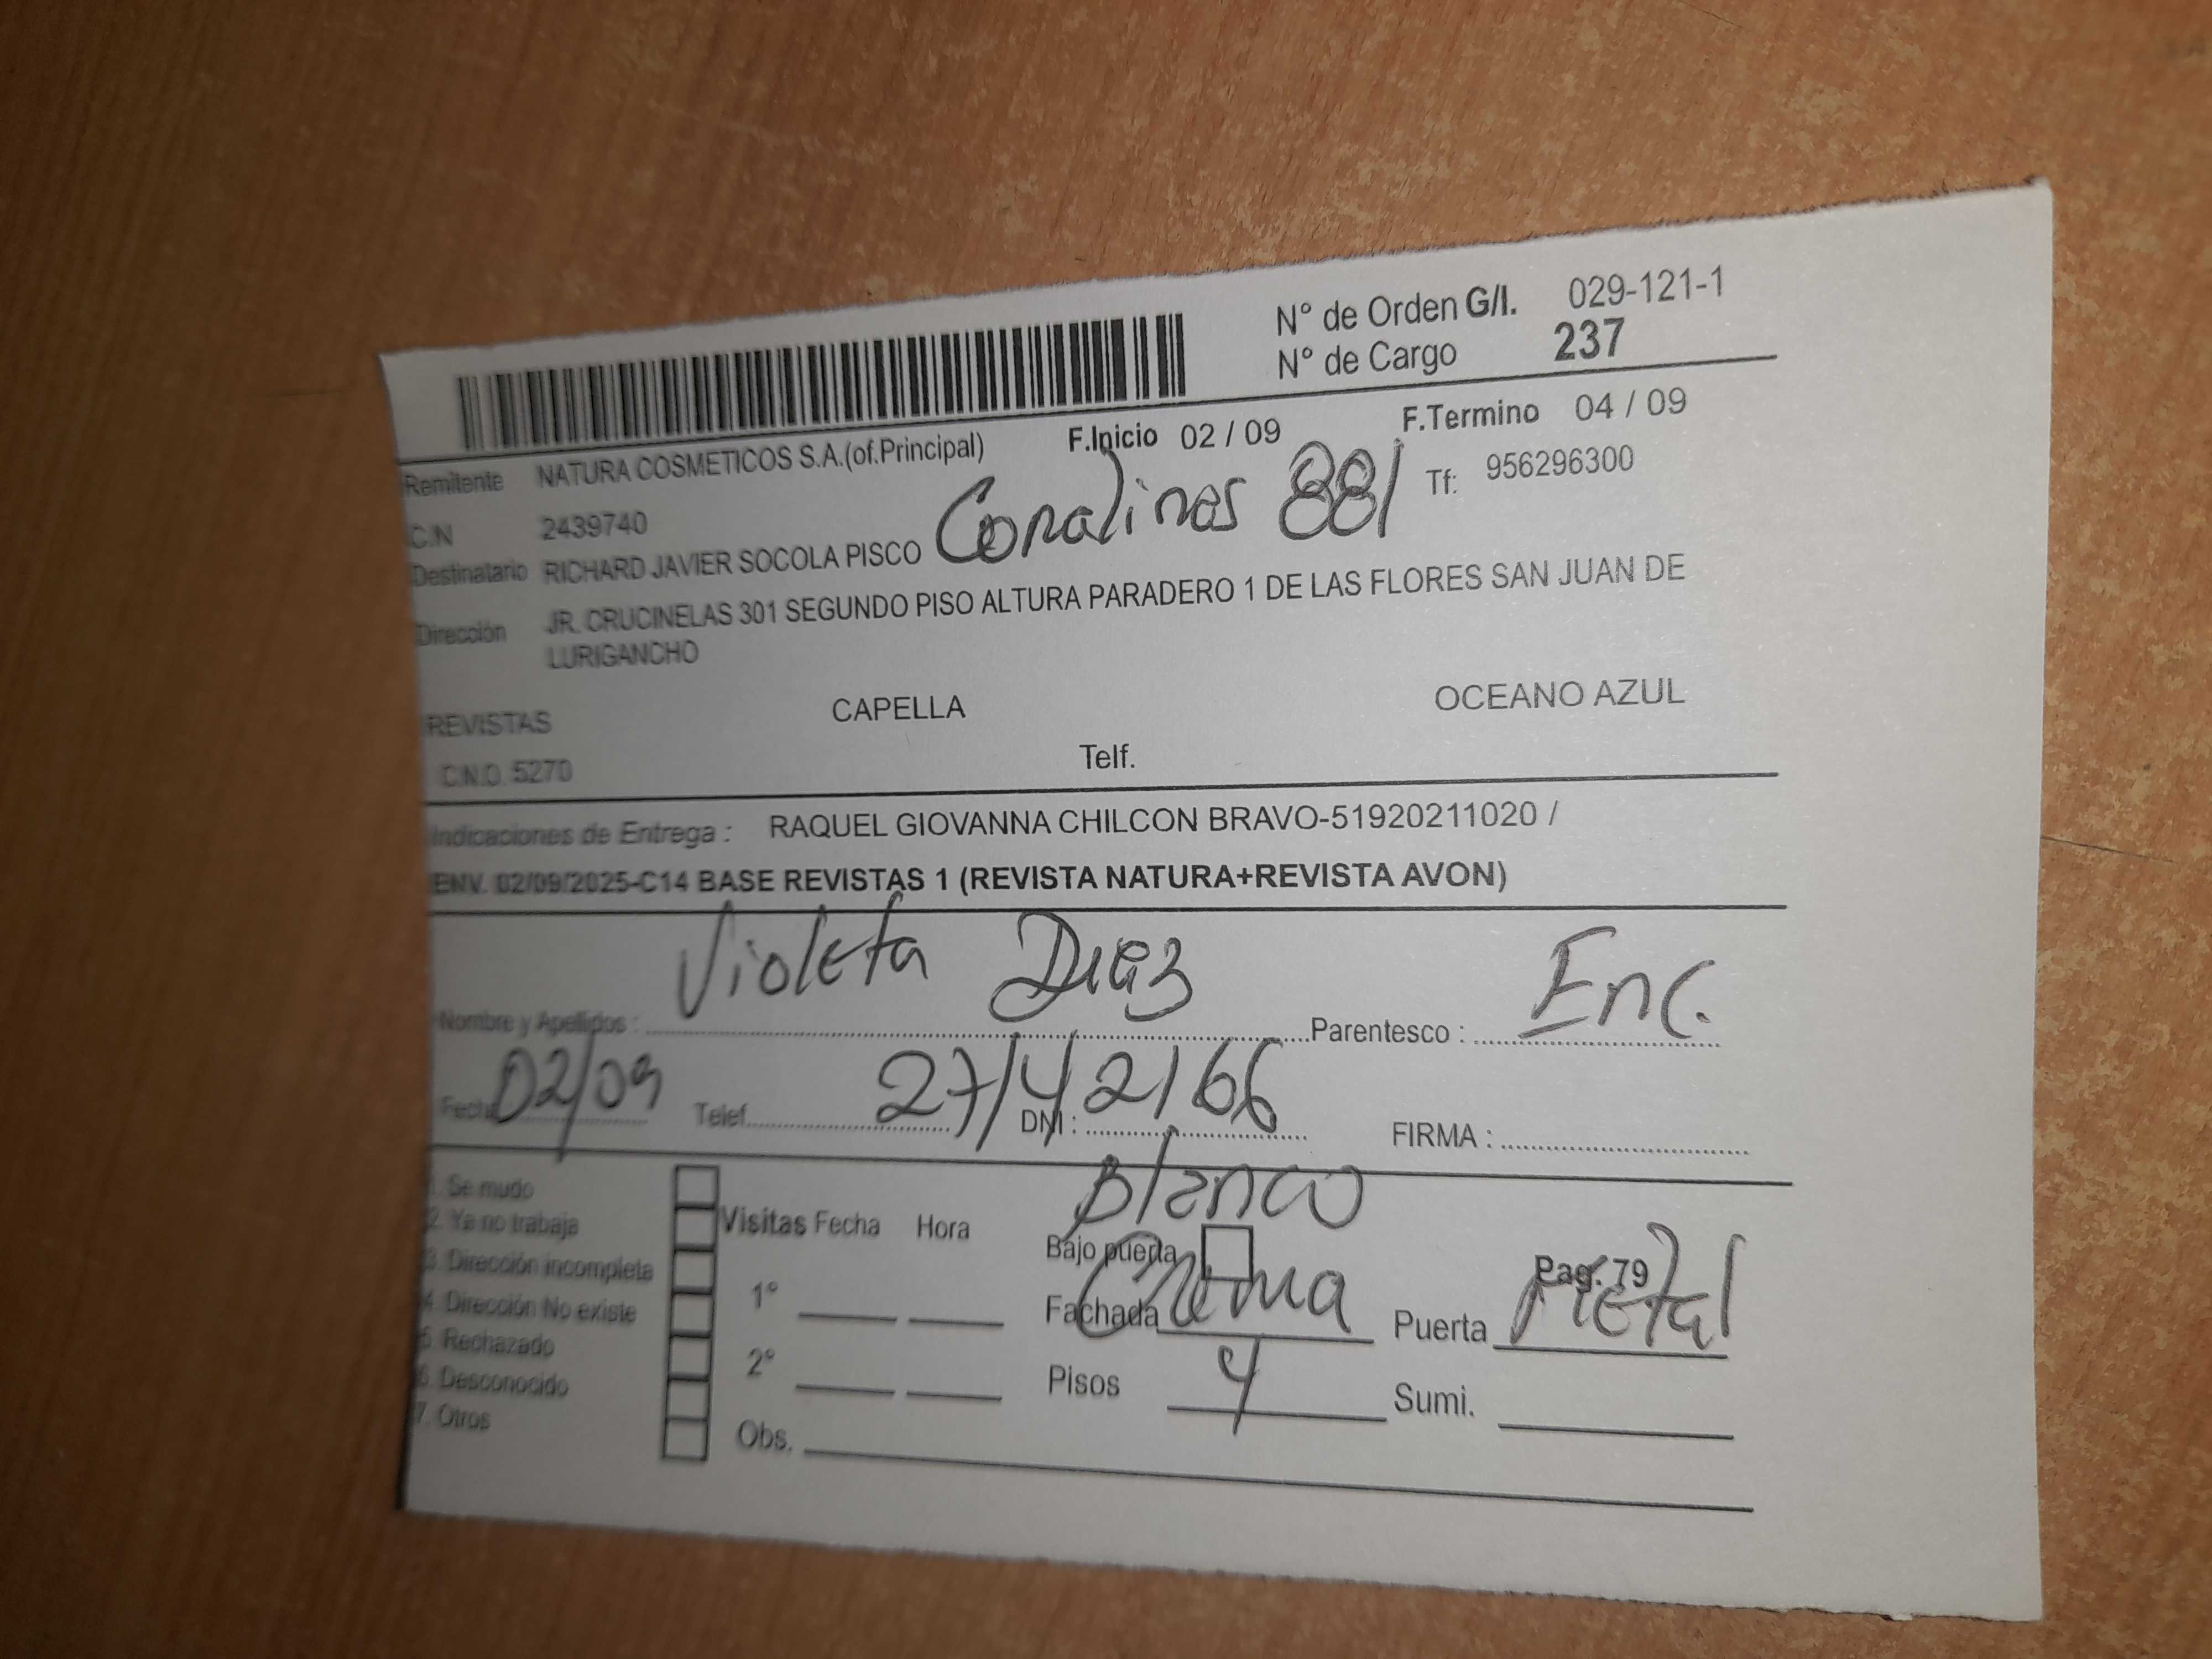 N° de Orden G/I. 029-121-1
N° de Cargo 237
F.Inicio 02 / 09 F.Termino 04 / 09
Remitente NATURA COSMETICOS S.A.(of.Principal)
Coralinas 881 Tf: 956296300
C.N 2439740
Destinatario RICHARD JAVIER SOCOLA PISCO
Dirección JR. CRUCINELAS 301 SEGUNDO PISO ALTURA PARADERO 1 DE LAS FLORES SAN JUAN DE
LURIGANCHO
REVISTAS CAPELLA OCEANO AZUL
C.N.O. 5270 Telf.
Indicaciones de Entrega : RAQUEL GIOVANNA CHILCON BRAVO-51920211020 /
ENV. 02/09/2025-C14 BASE REVISTAS 1 (REVISTA NATURA+REVISTA AVON)
Nombre y Apellidos : Violeta Diaz Parentesco : Enc.
Fecha 02/09 Telef. DNI : 27142166 FIRMA :
1. Se mudo
2. Ya no trabaja
3. Dirección incompleta
4. Dirección No existe
5. Rechazado
6. Desconocido
7. Otros
Visitas Fecha Hora
1°
2°
Obs.
Blanco
Bajo puerta Pag. 79
Fachada Crema Puerta Metal
Pisos 4 Sumi.